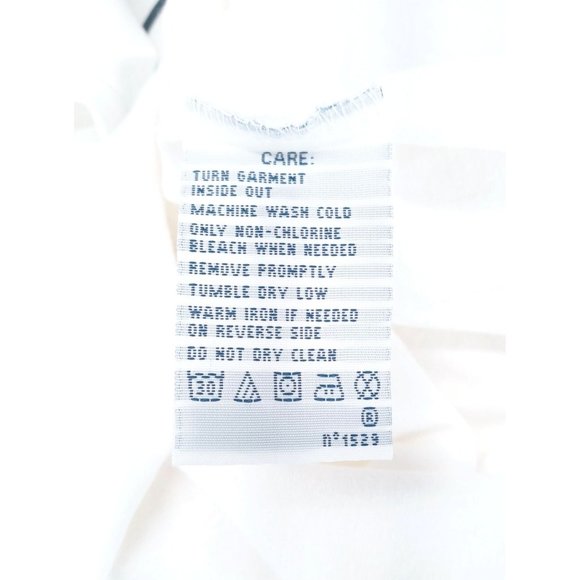 CARE:
TURN GARMENT
INSIDE OUT
MACHINE WASH COLD
ONLY NON-CHLORINE
BLEACH WHEN NEEDED
REMOVE PROMPTLY
TUMBLE DRY LOW
WARM IRON IF NEEDED
ON REVERSE SIDE
DO NOT DRY CLEAN
30
®
n°1529